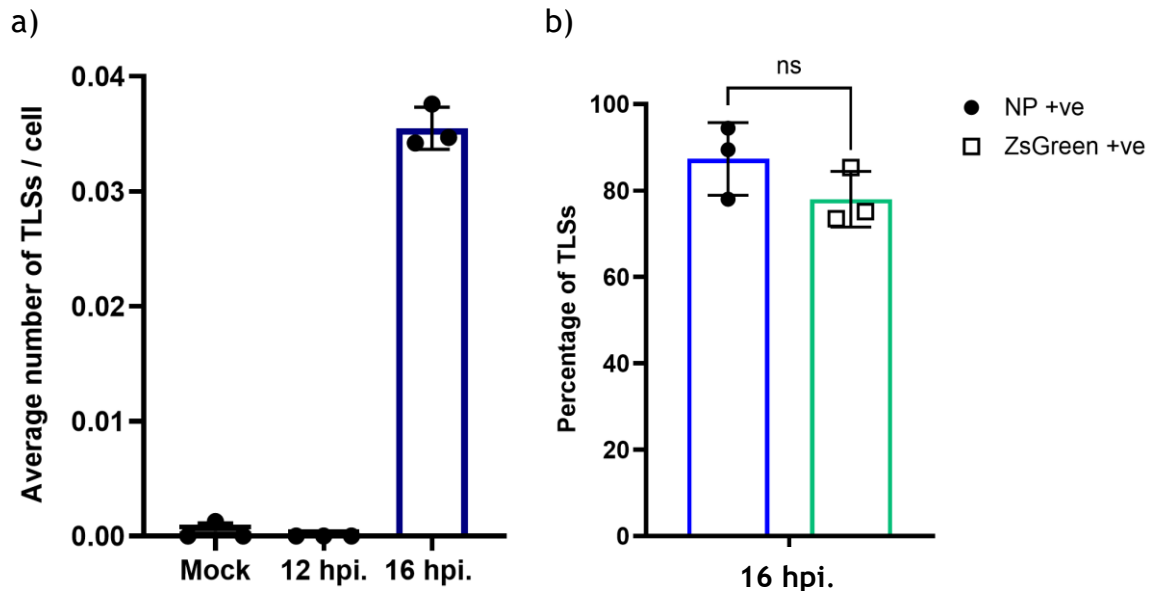 a)
Average number of TLSs / cell
0.04
0.03
0.02
0.01
0.00
Mock
12 hpi.
16 hpi.
b)
ns
Percentage of TLSs
100
80
60
40
20
0
16 hpi.
NP +ve
ZsGreen +ve